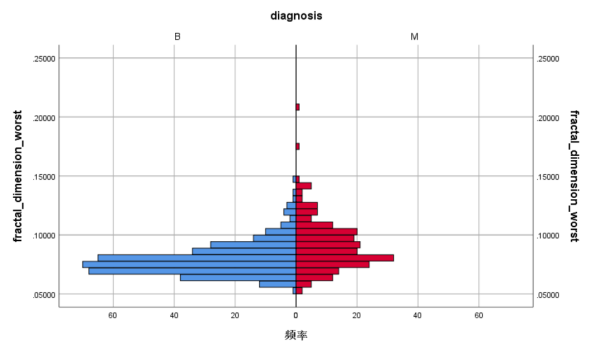 diagnosis
B M
.25000 .25000
.20000 .20000
.15000 .15000
.10000 .10000
.05000 .05000
fractal_dimension_worst
fractal_dimension_worst
60 40 20 0 20 40 60
频率